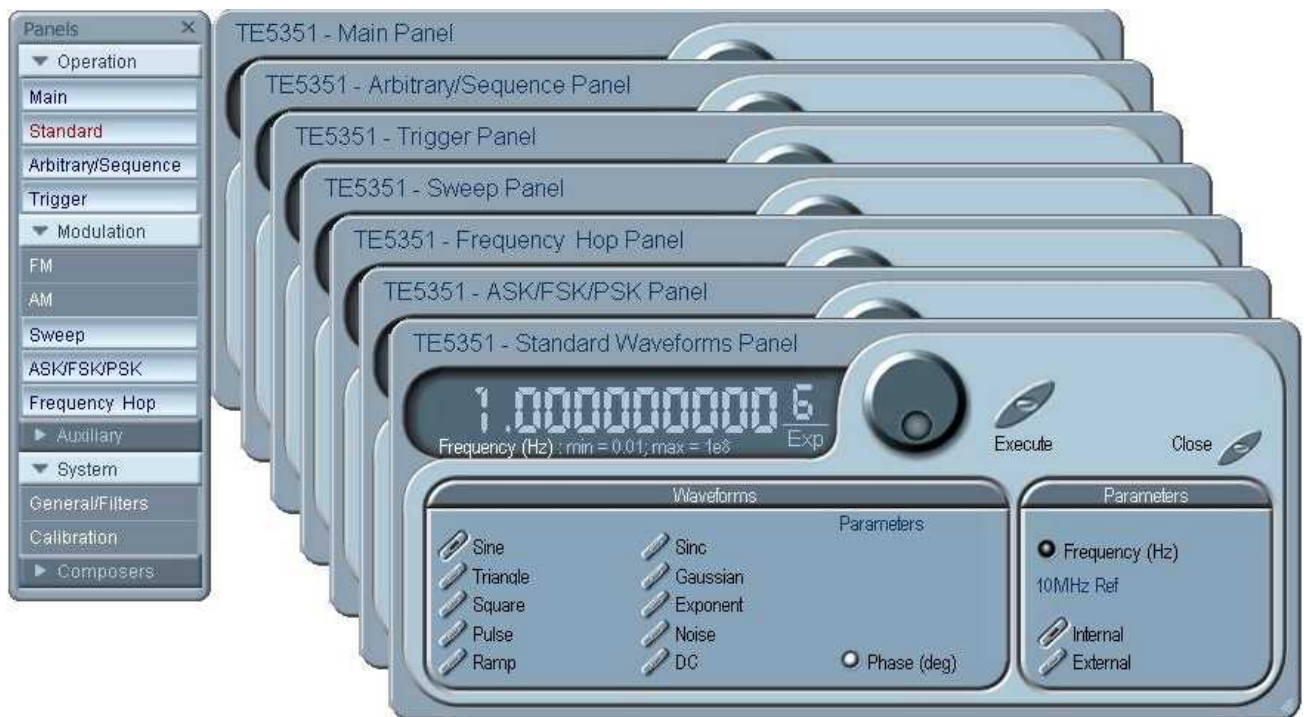 Panels
Operation
Main
Standard
Arbitrary/Sequence
Trigger
Modulation
FM
AM
Sweep
ASK/FSK/PSK
Frequency Hop
Auxiliary
System
General/Filters
Calibration
Composers
TE5351 - Main Panel
TE5351 - Arbitrary/Sequence Panel
TE5351 - Trigger Panel
TE5351 - Sweep Panel
TE5351 - Frequency Hop Panel
TE5351 - ASK/FSK/PSK Panel
TE5351 - Standard Waveforms Panel
1.000000000 6
Exp
Frequency (Hz) : min = 0.01; max = 1e8
Execute
Close
Waveforms
Sine
Triangle
Square
Pulse
Ramp
Sinc
Gaussian
Exponent
Noise
DC
Parameters
Phase (deg)
Parameters
Frequency (Hz)
10MHz Ref
Internal
External